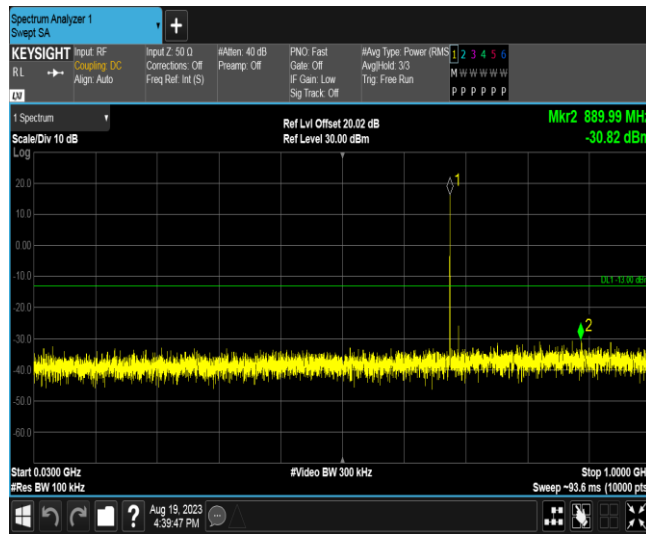 Spectrum Analyzer 1
Swept SA
+
KEYSIGHT
RL
LXI
Input: RF
Coupling: DC
Align: Auto
Input Z: 50 Ω
Corrections: Off
Freq Ref: Int (S)
#Atten: 40 dB
Preamp: Off
PNO: Fast
Gate: Off
IF Gain: Low
Sig Track: Off
#Avg Type: Power (RMS
Avg|Hold: 3/3
Trig: Free Run
1 2 3 4 5 6
M W W W W W
P P P P P P
1 Spectrum
Scale/Div 10 dB
Log
Ref Lvl Offset 20.02 dB
Ref Level 30.00 dBm
Mkr2 889.99 MHz
-30.82 dBm
1
20.0
10.0
0.00
-10.0
DL1 -13.00 dBm
-20.0
2
-30.0
-40.0
-50.0
-60.0
Start 0.0300 GHz
#Video BW 300 kHz
Stop 1.0000 GHz
#Res BW 100 kHz
Sweep ~93.6 ms (10000 pts
?
Aug 19, 2023
4:39:47 PM